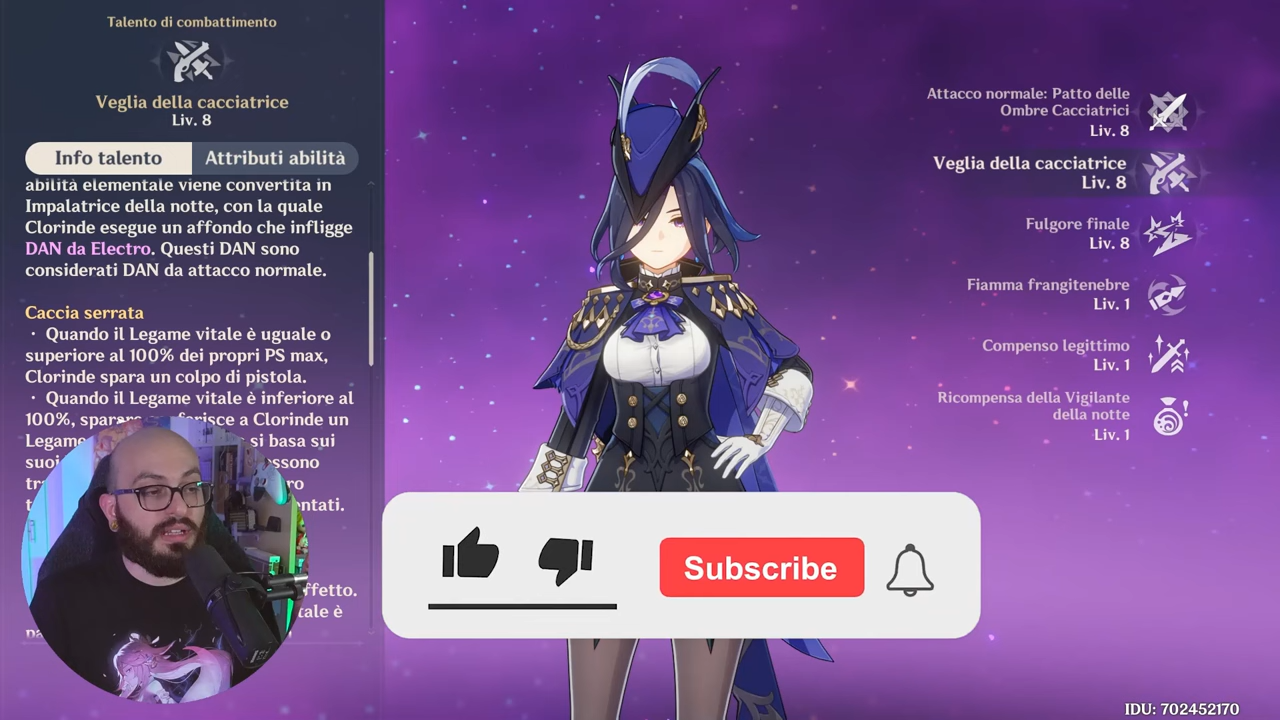 Talento di combattimento
Veglia della cacciatrice
Liv. 8
Info talento
Attributi abilità
abilità elementale viene convertita in
Impalatrice della notte, con la quale
Clorinde esegue un affondo che infligge
DAN da Electro. Questi DAN sono
considerati DAN da attacco normale.
Caccia serrata
· Quando il Legame vitale è uguale o
superiore al 100% dei propri PS max,
Clorinde spara un colpo di pistola.
· Quando il Legame vitale è inferiore al
100%, sparare a Clorinde un
Legame si basa sui
suoi
Attacco normale: Patto delle
Ombre Cacciatrici
Liv. 8
Veglia della cacciatrice
Liv. 8
Fulgore finale
Liv. 8
Fiamma frangitenebre
Liv. 1
Compenso legittimo
Liv. 1
Ricompensa della Vigilante
della notte
Liv. 1
Subscribe
IDU: 702452170